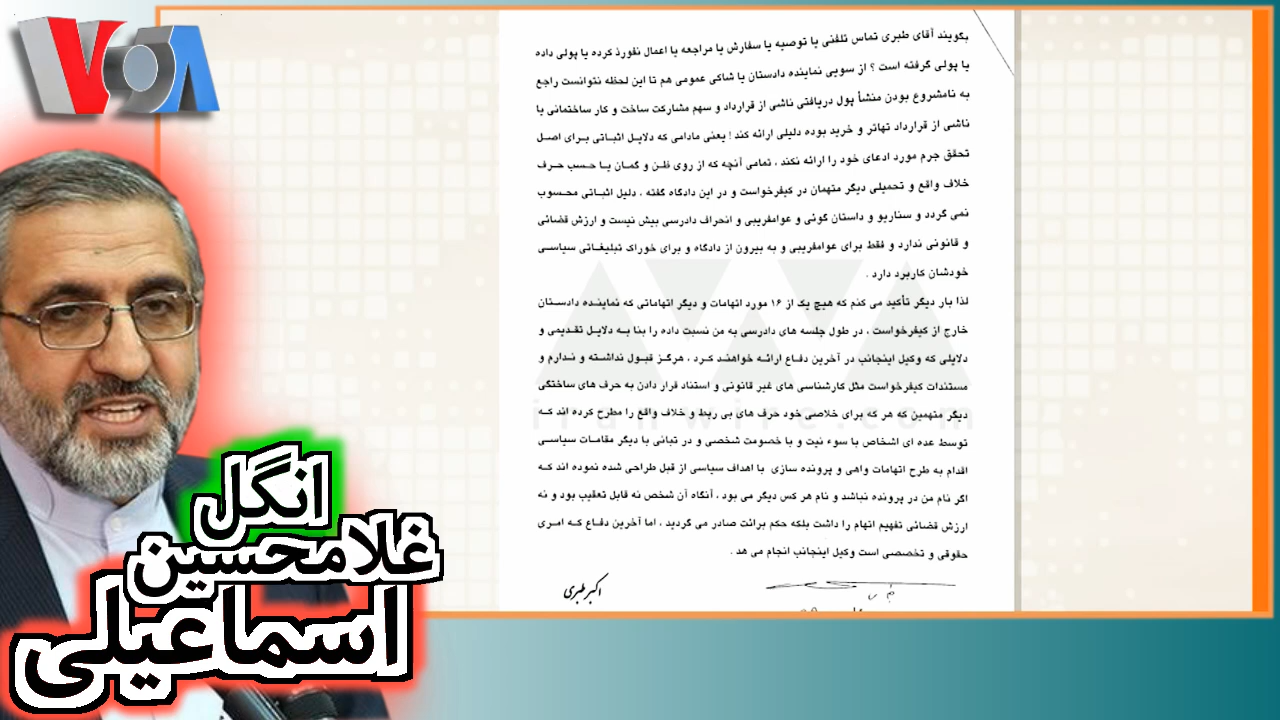 VOA
بگویند آقای طبری تماس تلفنی یا توصیه یا سفارش یا مراجعه یا اعمال نفوذ کرده یا پولی داده
یا پولی گرفته است ؟ از سویی نماینده دادستان یا شاکی عمومی هم تا این لحظه نتوانست راجع
به نامشروع بودن منشأ پول دریافتی ناشی از قرارداد و سهم مشارکت ساخت و کار ساختمانی یا
ناشی از قرارداد تهاتر و خرید بوده دلیلی ارائه کند ! یعنی مادامی که دلایل اثباتی برای اصل
تحقق جرم مورد ادعای خود را ارائه نکند ، تمامی آنچه که از روی ظن و گمان یا حسب حرف
خلاف واقع و تحمیلی دیگر متهمان در کیفرخواست و در این دادگاه گفته ، دلیل اثباتی محسوب
نمی گردد و سناریو و داستان گوئی و عوامفریبی و انحراف دادرسی بیش نیست و ارزش قضائی
و قانونی ندارد و فقط برای عوامفریبی و به بیرون از دادگاه و برای خوراک تبلیغاتی سیاسی
خودشان کاربرد دارد .
لذا بار دیگر تأکید می کنم که هیچ یک از ۱۶ مورد اتهامات و دیگر اتهاماتی که نماینده دادستان
خارج از کیفرخواست ، در طول جلسه های دادرسی به من نسبت داده را بنا به دلایل تقدیمی و
دلایلی که وکیل اینجانب در آخرین دفاع ارائه خواهند کرد ، هرگز قبول نداشته و ندارم و
مستندات کیفرخواست مثل کارشناسی های غیر قانونی و استناد قرار دادن به حرف های ساختگی
دیگر متهمین که هر که برای خلاصی خود حرف های بی ربط و خلاف واقع را مطرح کرده اند که
توسط عده ای اشخاص با سوء نیت و با خصومت شخصی و در تبانی با دیگر مقامات سیاسی
اقدام به طرح اتهامات واهی و پرونده سازی با اهداف سیاسی از قبل طراحی شده نموده اند که
اگر نام من در پرونده نباشد و نام هر کس دیگر می بود ، آنگاه آن شخص نه قابل تعقیب بود و نه
ارزش قضائی تفهیم اتهام را داشت بلکه حکم برائت صادر می گردید ، اما آخرین دفاع که امری
حقوقی و تخصصی است وکیل اینجانب انجام می هد .
اکبر طبری
iranwire.com
انگل
غلامحسین
اسماعیلی